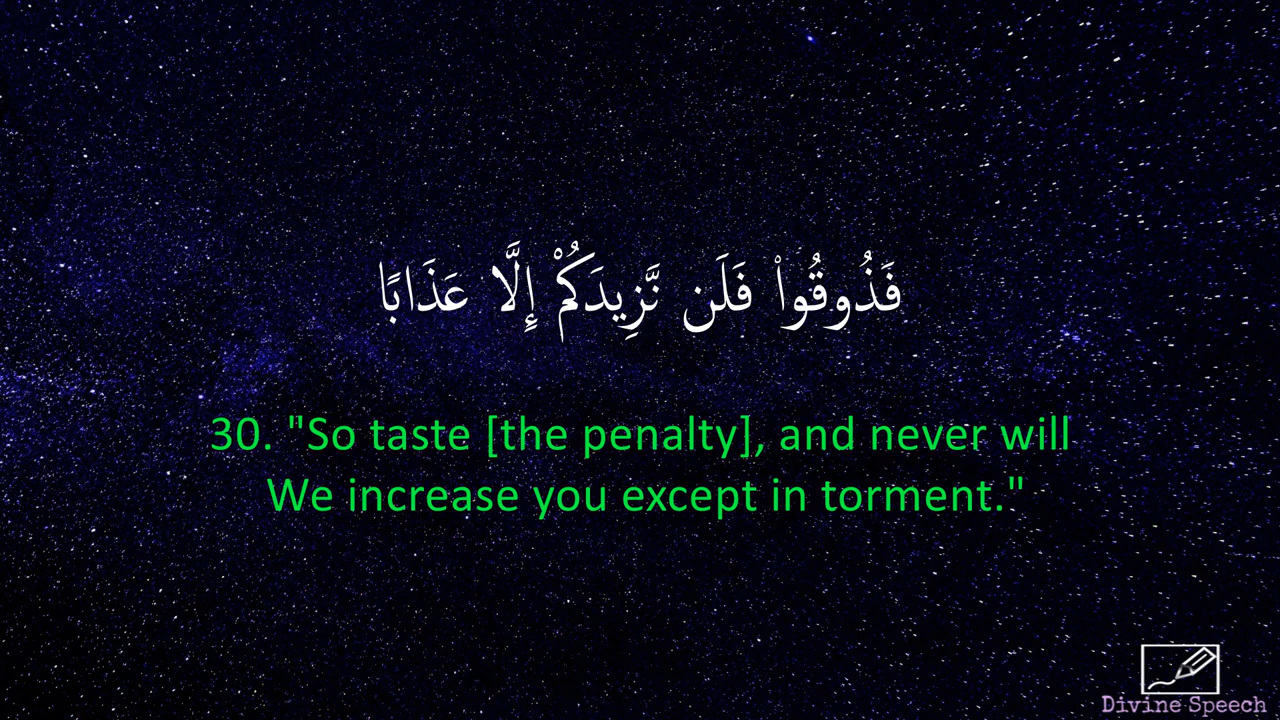 فَذُوقُوا۟ فَلَن نَّزِيدَكُمْ إِلَّا عَذَابًا
30. "So taste [the penalty], and never will
We increase you except in torment."
Divine Speech